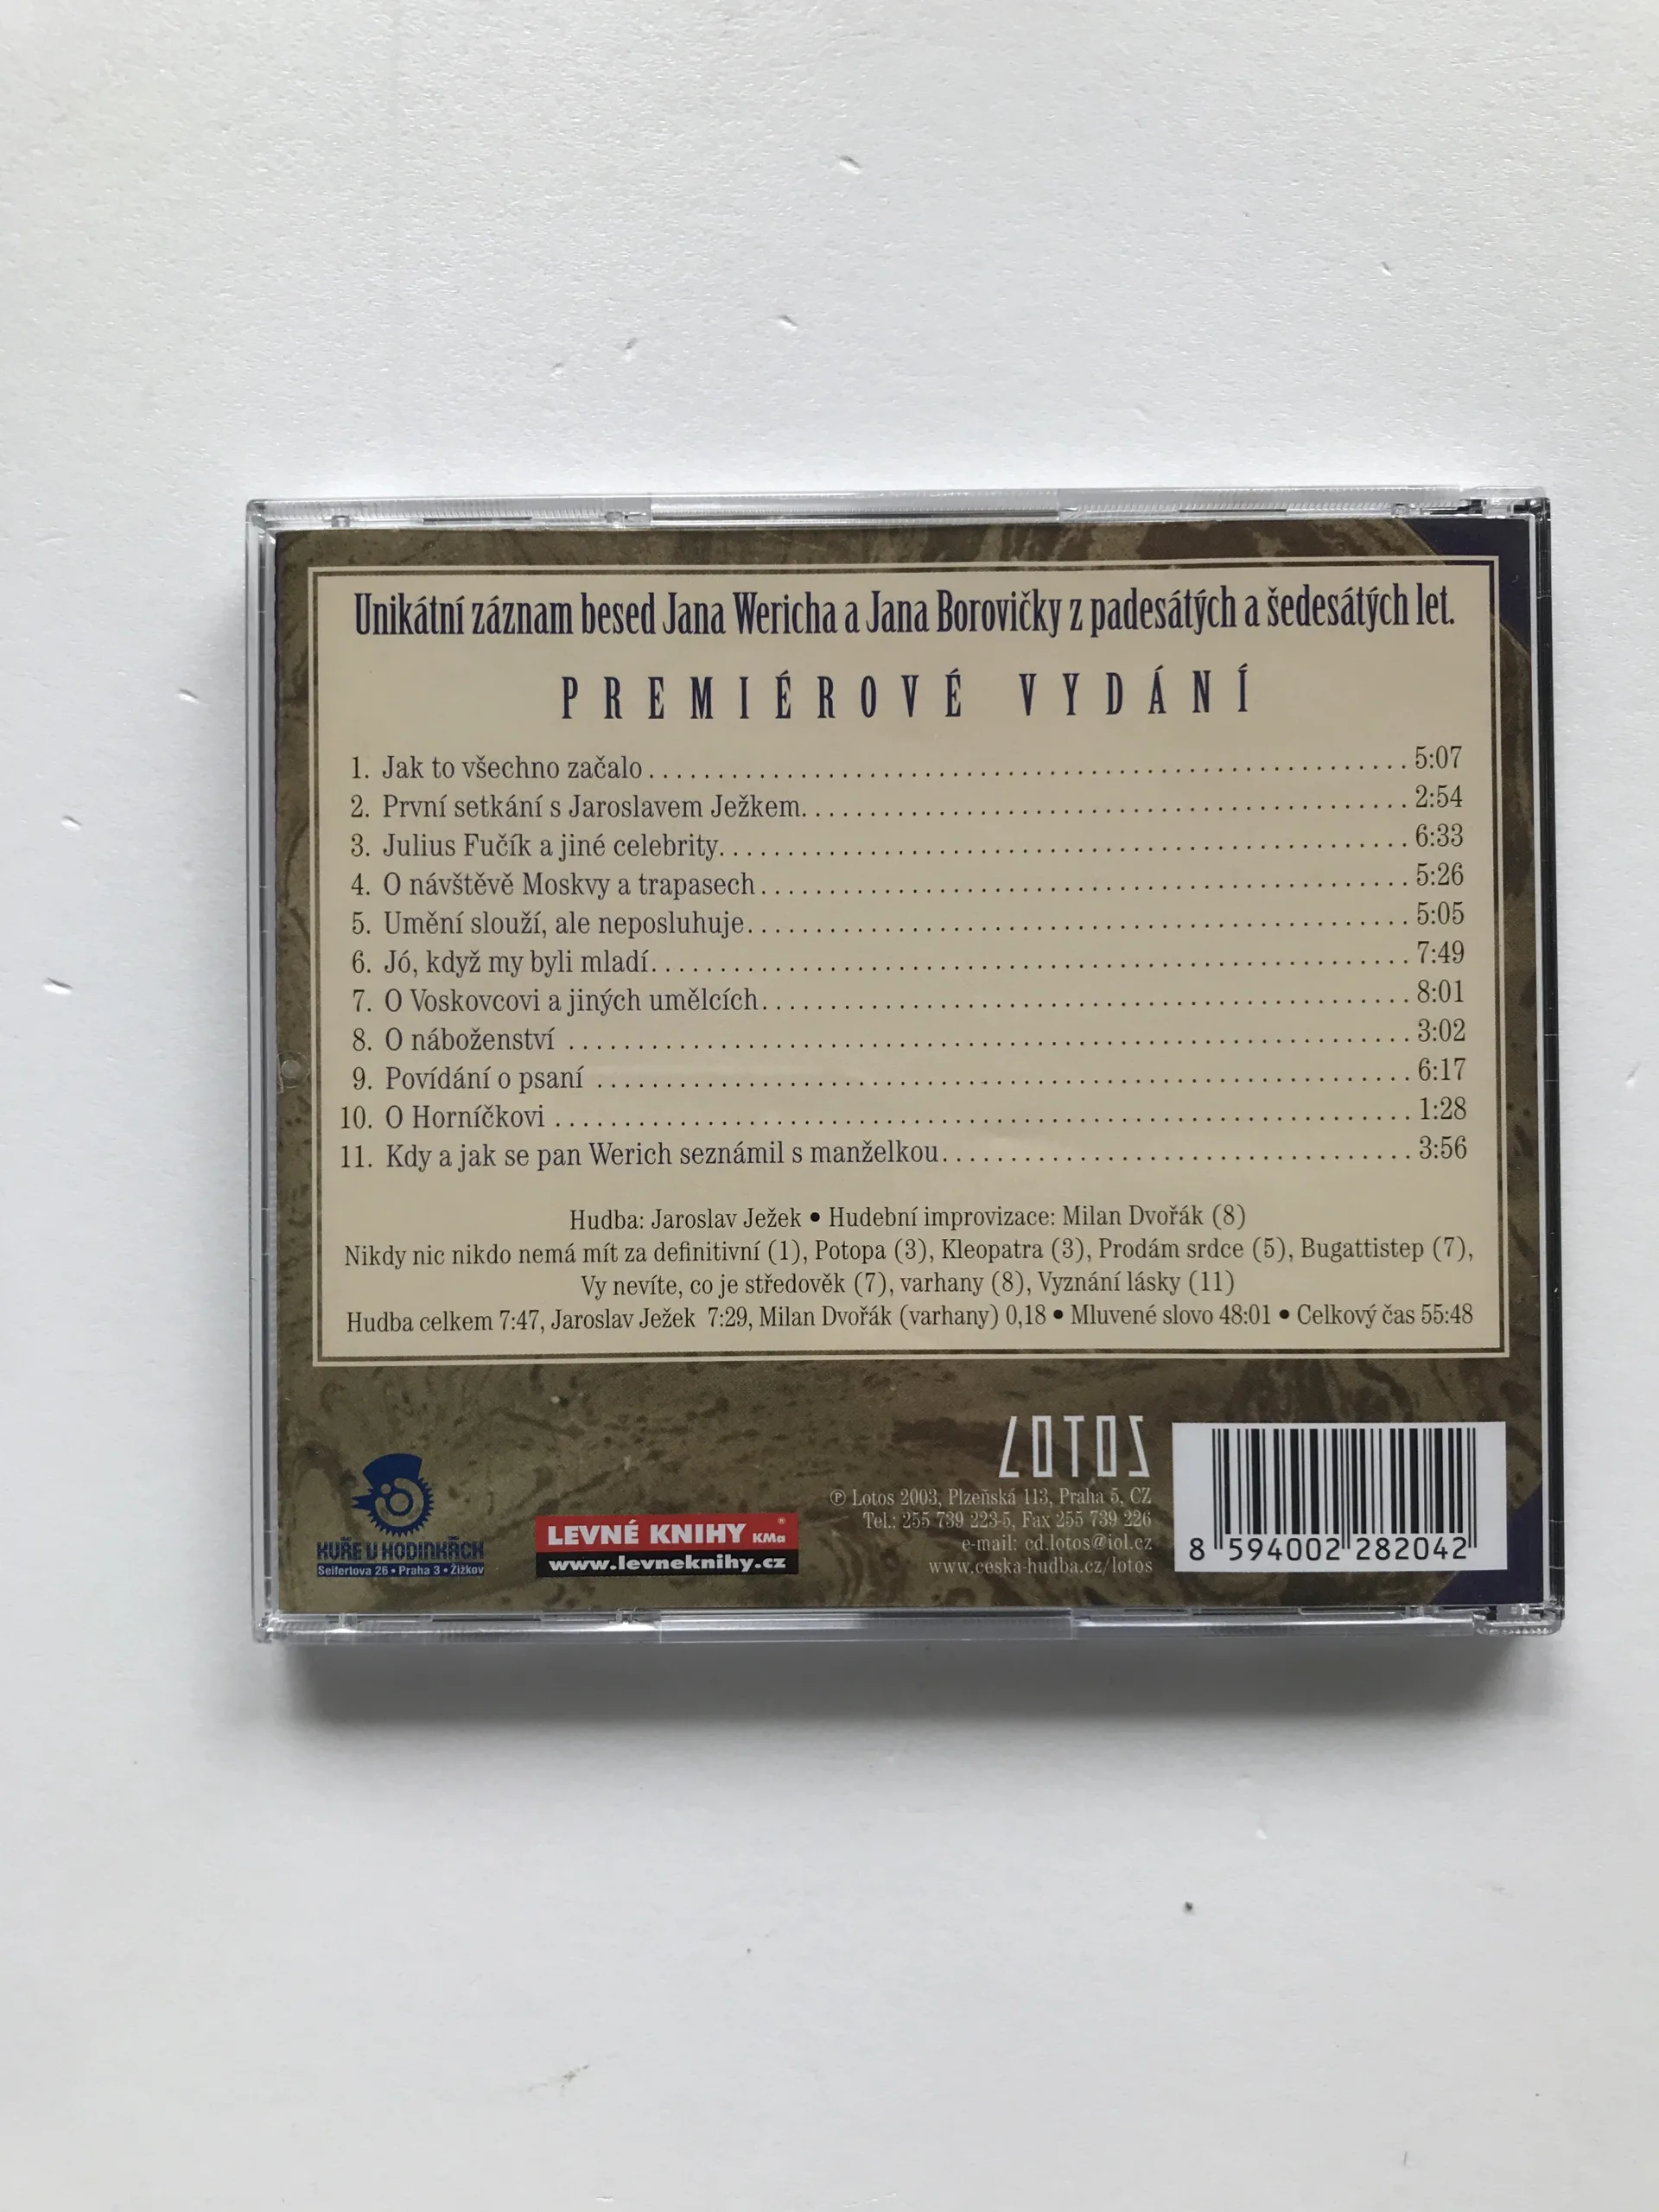 Unikátní záznam besed Jana Wericha a Jana Borovičky z padesátých a šedesátých let.
PREMIÉROVÉ VYDÁNÍ
1. Jak to všechno začalo 5:07
2. První setkání s Jaroslavem Ježkem. 2:54
3. Julius Fučík a jiné celebrity. 6:33
4. O návštěvě Moskvy a trapasech 5:26
5. Umění slouží, ale neposluhuje. 5:05
6. Jó, když my byli mladí. 7:49
7. O Voskovcovi a jiných umělcích. 8:01
8. O náboženství 3:02
9. Povídání o psaní 6:17
10. O Horníčkovi 1:28
11. Kdy a jak se pan Werich seznámil s manželkou. 3:56
Hudba: Jaroslav Ježek • Hudební improvizace: Milan Dvořák (8)
Nikdy nic nikdo nemá mít za definitivní (1), Potopa (3), Kleopatra (3), Prodám srdce (5), Bugattistep (7),
Vy nevíte, co je středověk (7), varhany (8), Vyznání lásky (11)
Hudba celkem 7:47, Jaroslav Ježek 7:29, Milan Dvořák (varhany) 0,18 • Mluvené slovo 48:01 • Celkový čas 55:48
KUŘE V HODINKÁCH
Seifertova 26 • Praha 3 • Žižkov
LEVNÉ KNIHY KMa ®
www.levneknihy.cz
LOTOS
℗ Lotos 2003, Plzeňská 113, Praha 5, CZ
Tel.: 255 739 223-5, Fax 255 739 226
e-mail: cd.lotos@iol.cz
www.ceska-hudba.cz/lotos
8 594002 282042